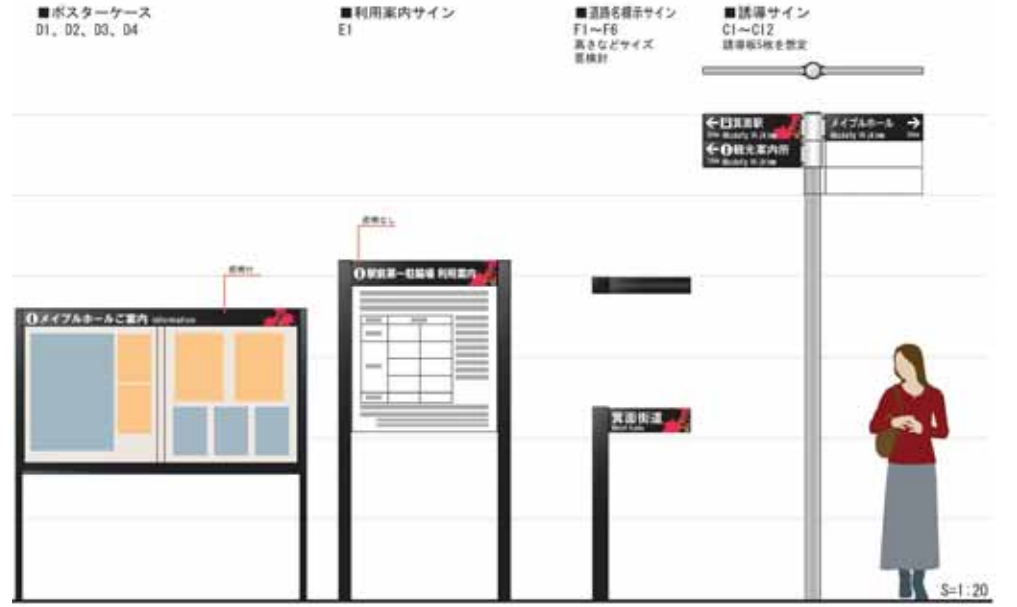 ■ポスターケース
D1、D2、D3、D4
■利用案内サイン
E1
■道路名標示サイン
F1～F6
高さなどサイズ
要検討
■誘導サイン
C1～C12
誘導板5枚を想定
←箕面駅
メイプルホール →
←観光案内所
照明なし
駅前第一駐輪場 利用案内
照明付
メイプルホールご案内 information
箕面街道
S=1:20